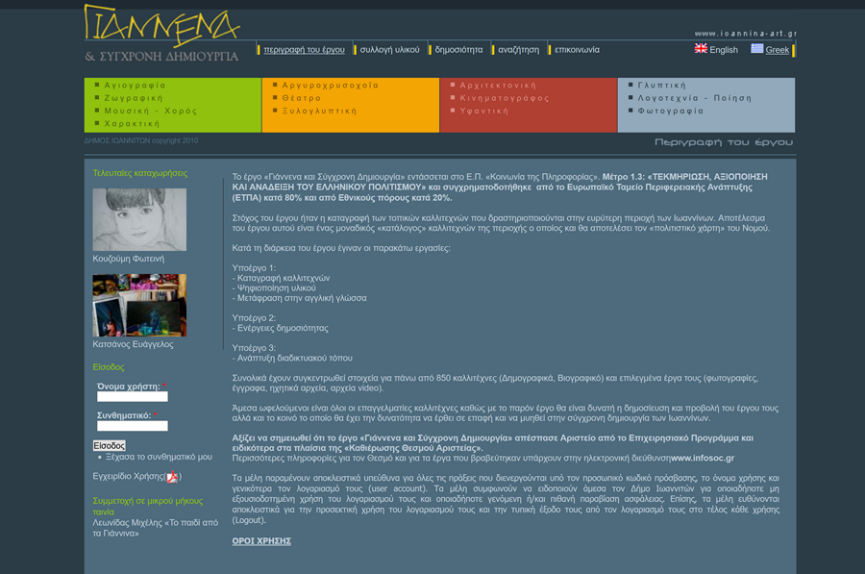 ΓΙΑΝΝΕΝΑ
& ΣΥΓΧΡΟΝΗ ΔΗΜΙΟΥΡΓΙΑ
www.ioannina-art.gr
περιγραφή του έργου
συλλογή υλικού
δημοσιότητα
αναζήτηση
επικοινωνία
English
Greek
Αγιογραφία
Ζωγραφική
Μουσική - Χορός
Χαρακτική
Αργυροχρυσοχοΐα
Θέατρο
Ξυλογλυπτική
Αρχιτεκτονική
Κινηματογράφος
Υφαντική
Γλυπτική
Λογοτεχνία - Ποίηση
Φωτογραφία
ΔΗΜΟΣ ΙΩΑΝΝΙΤΩΝ copyright 2010
Περιγραφή του έργου
Τελευταίες καταχωρήσεις
Κουζούμη Φωτεινή
Κατσάνος Ευάγγελος
Είσοδος
Όνομα χρήστη: *
Συνθηματικό: *
Είσοδος
Ξέχασα το συνθηματικό μου
Εγχειρίδιο Χρήσης( )
Συμμετοχή σε μικρού μήκους
ταινία
Λεωνίδας Μιχέλης «Το παιδί από
τα Γιάννινα»
Το έργο «Γιάννενα και Σύγχρονη Δημιουργία» εντάσσεται στο Ε.Π. «Κοινωνία της Πληροφορίας». Μέτρο 1.3: «ΤΕΚΜΗΡΙΩΣΗ, ΑΞΙΟΠΟΙΗΣΗ
ΚΑΙ ΑΝΑΔΕΙΞΗ ΤΟΥ ΕΛΛΗΝΙΚΟΥ ΠΟΛΙΤΙΣΜΟΥ» και συγχρηματοδοτήθηκε από το Ευρωπαϊκό Ταμείο Περιφερειακής Ανάπτυξης
(ΕΤΠΑ) κατά 80% και από Εθνικούς πόρους κατά 20%.
Στόχος του έργου ήταν η καταγραφή των τοπικών καλλιτεχνών που δραστηριοποιούνται στην ευρύτερη περιοχή των Ιωαννίνων. Αποτέλεσμα
του έργου αυτού είναι ένας μοναδικός «κατάλογος» καλλιτεχνών της περιοχής ο οποίος και θα αποτελέσει τον «πολιτιστικό χάρτη» του Νομού.
Κατά τη διάρκεια του έργου έγιναν οι παρακάτω εργασίες:
Υποέργο 1:
- Καταγραφή καλλιτεχνών
- Ψηφιοποίηση υλικού
- Μετάφραση στην αγγλική γλώσσα
Υποέργο 2:
- Ενέργειες δημοσιότητας
Υποέργο 3:
- Ανάπτυξη διαδικτυακού τόπου
Συνολικά έχουν συγκεντρωθεί στοιχεία για πάνω από 850 καλλιτέχνες (Δημογραφικά, Βιογραφικό) και επιλεγμένα έργα τους (φωτογραφίες,
έγγραφα, ηχητικά αρχεία, αρχεία video).
Άμεσα ωφελούμενοι είναι όλοι οι επαγγελματίες καλλιτέχνες καθώς με το παρόν έργο θα είναι δυνατή η δημοσίευση και προβολή του έργου τους
αλλά και το κοινό το οποίο θα έχει την δυνατότητα να έρθει σε επαφή και να μυηθεί στην σύγχρονη δημιουργία των Ιωαννίνων.
Αξίζει να σημειωθεί ότι το έργο «Γιάννενα και Σύγχρονη Δημιουργία» απέσπασε Αριστείο από το Επιχειρησιακό Πρόγραμμα και
ειδικότερα στα πλαίσια της «Καθιέρωσης Θεσμού Αριστείας».
Περισσότερες πληροφορίες για τον Θεσμό και για τα έργα που βραβεύτηκαν υπάρχουν στην ηλεκτρονική διεύθυνσηwww.infosoc.gr
Τα μέλη παραμένουν αποκλειστικά υπεύθυνα για όλες τις πράξεις που διενεργούνται υπό τον προσωπικό κωδικό πρόσβασης, το όνομα χρήσης και
γενικότερα τον λογαριασμό τους (user account). Τα μέλη συμφωνούν να ειδοποιούν άμεσα τον Δήμο Ιωαννιτών για οποιαδήποτε μη
εξουσιοδοτημένη χρήση του λογαριασμού τους και οποιαδήποτε γενόμενη ή/και πιθανή παραβίαση ασφάλειας. Επίσης, τα μέλη ευθύνονται
αποκλειστικά για την προσεκτική χρήση του λογαριασμού τους και την τυπική έξοδο τους από τον λογαριασμό τους στο τέλος κάθε χρήσης
(Logout).
ΟΡΟΙ ΧΡΗΣΗΣ